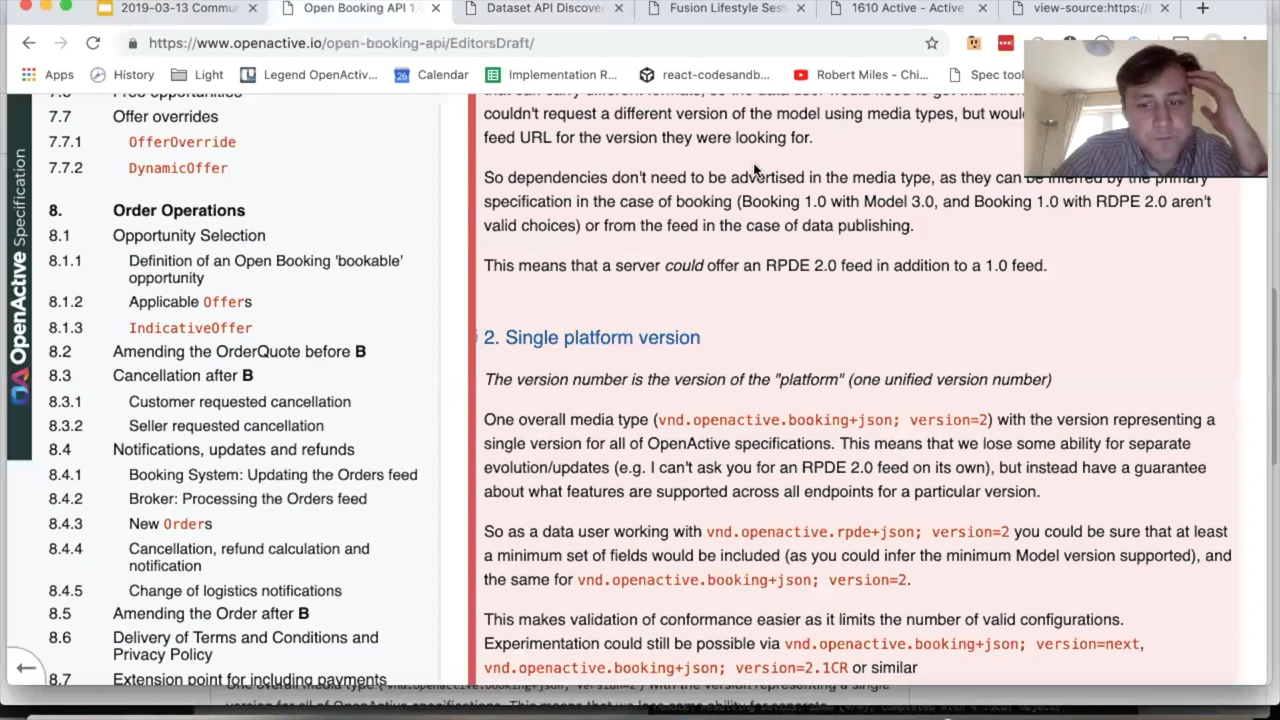 2019-03-13 Commu
Open Booking API 1.
Dataset API Discove
Fusion Lifestyle Ses
1610 Active - Active
view-source:https://
https://www.openactive.io/open-booking-api/EditorsDraft/
Apps
History
Light
Legend OpenActiv...
Calendar
Implementation R...
react-codesandb...
Robert Miles - Chi...
Spec tool
OpenActive Specification
7.7 Offer overrides
7.7.1 OfferOverride
7.7.2 DynamicOffer
8. Order Operations
8.1 Opportunity Selection
8.1.1 Definition of an Open Booking 'bookable'
opportunity
8.1.2 Applicable Offers
8.1.3 IndicativeOffer
8.2 Amending the OrderQuote before B
8.3 Cancellation after B
8.3.1 Customer requested cancellation
8.3.2 Seller requested cancellation
8.4 Notifications, updates and refunds
8.4.1 Booking System: Updating the Orders feed
8.4.2 Broker: Processing the Orders feed
8.4.3 New Orders
8.4.4 Cancellation, refund calculation and
notification
8.4.5 Change of logistics notifications
8.5 Amending the Order after B
8.6 Delivery of Terms and Conditions and
Privacy Policy
8.7 Extension point for including payments
couldn't request a different version of the model using media types, but would
feed URL for the version they were looking for.
So dependencies don't need to be advertised in the media type, as they can be inferred by the primary
specification in the case of booking (Booking 1.0 with Model 3.0, and Booking 1.0 with RDPE 2.0 aren't
valid choices) or from the feed in the case of data publishing.
This means that a server could offer an RPDE 2.0 feed in addition to a 1.0 feed.
2. Single platform version
The version number is the version of the "platform" (one unified version number)
One overall media type (vnd.openactive.booking+json; version=2) with the version representing a
single version for all of OpenActive specifications. This means that we lose some ability for separate
evolution/updates (e.g. I can't ask you for an RPDE 2.0 feed on its own), but instead have a guarantee
about what features are supported across all endpoints for a particular version.
So as a data user working with vnd.openactive.rpde+json; version=2 you could be sure that at least
a minimum set of fields would be included (as you could infer the minimum Model version supported), and
the same for vnd.openactive.booking+json; version=2.
This makes validation of conformance easier as it limits the number of valid configurations.
Experimentation could still be possible via vnd.openactive.booking+json; version=next,
vnd.openactive.booking+json; version=2.1CR or similar